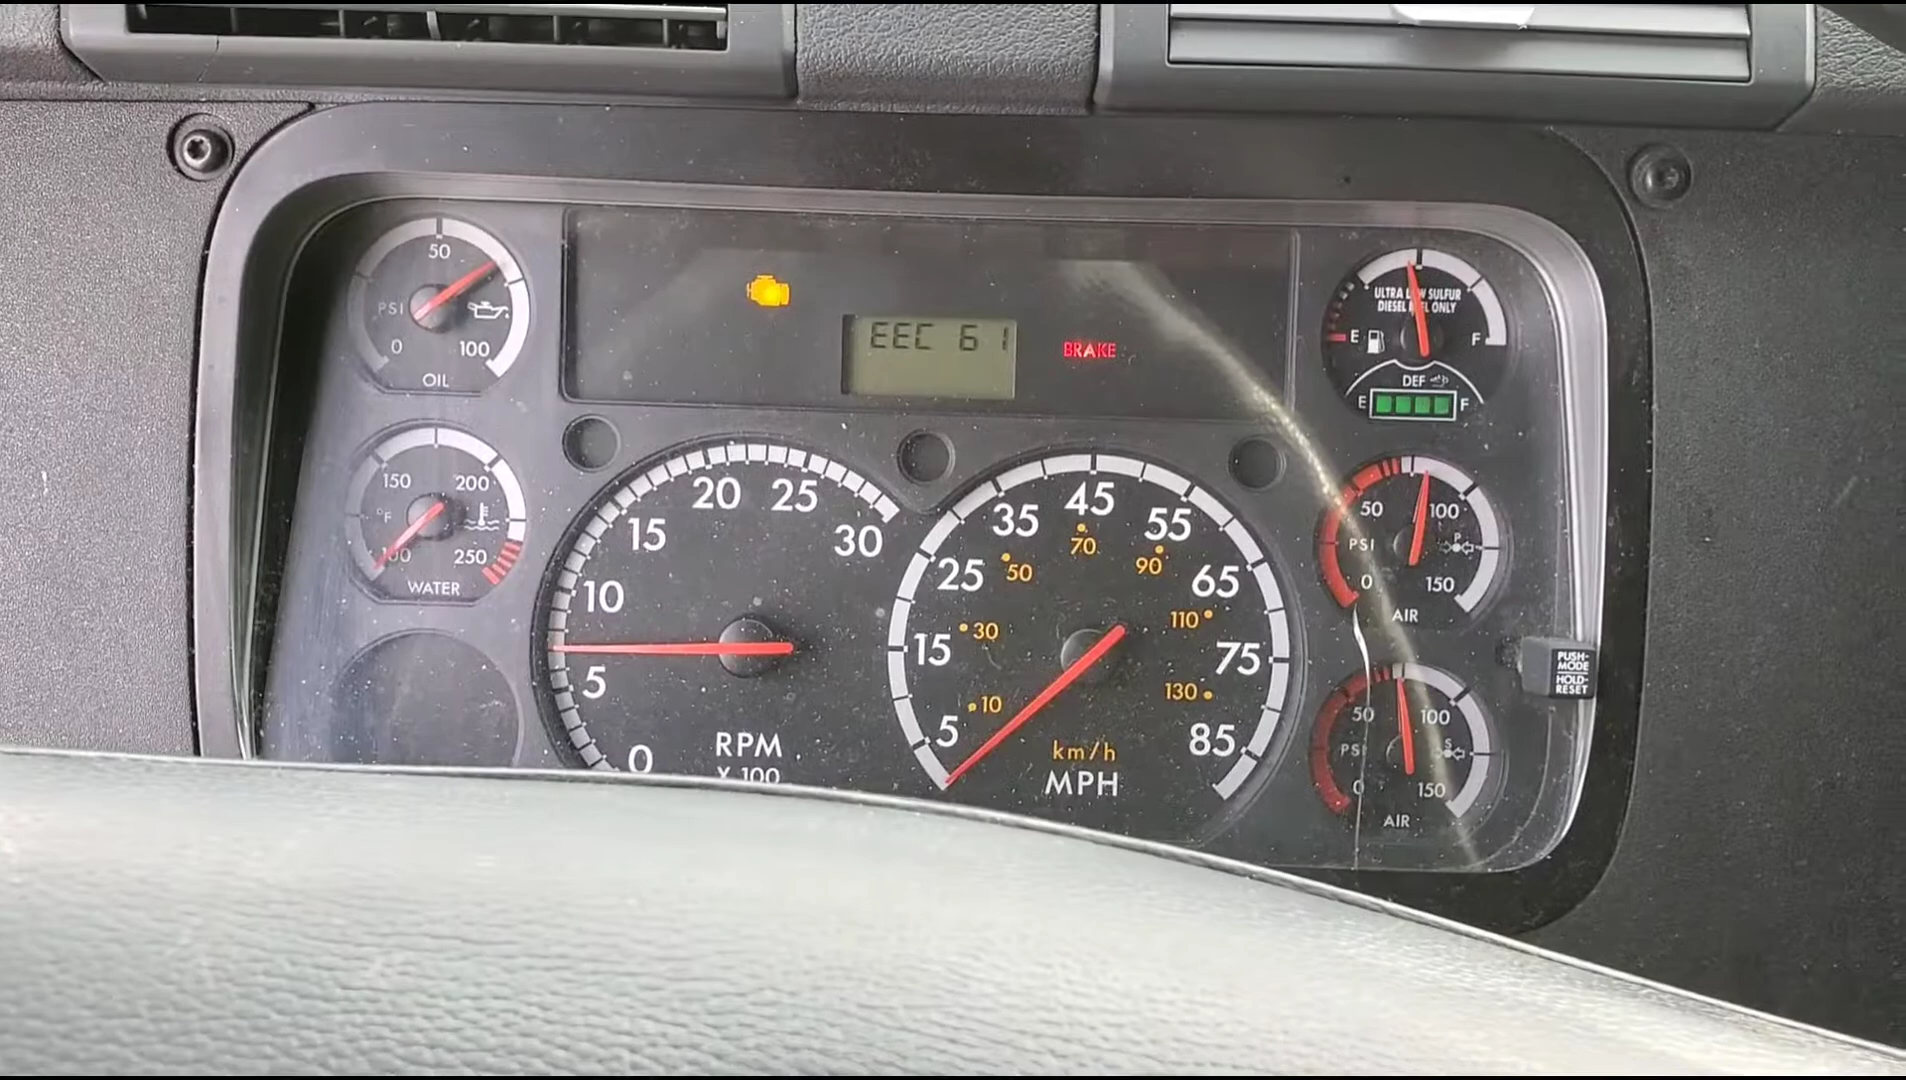 50
PSI
0
100
OIL
EEC 61
BRAKE
ULTRA LOW SULFUR
DIESEL FUEL ONLY
E
F
DEF
E
F
150
200
°F
100
250
WATER
0
5
10
15
20
25
30
RPM
X 100
5
15
25
35
45
55
65
75
85
10
30
50
70
90
110
130
km/h
MPH
50
100
P
PSI
0
150
AIR
50
100
S
PSI
0
150
AIR
PUSH-
MODE
HOLD-
RESET